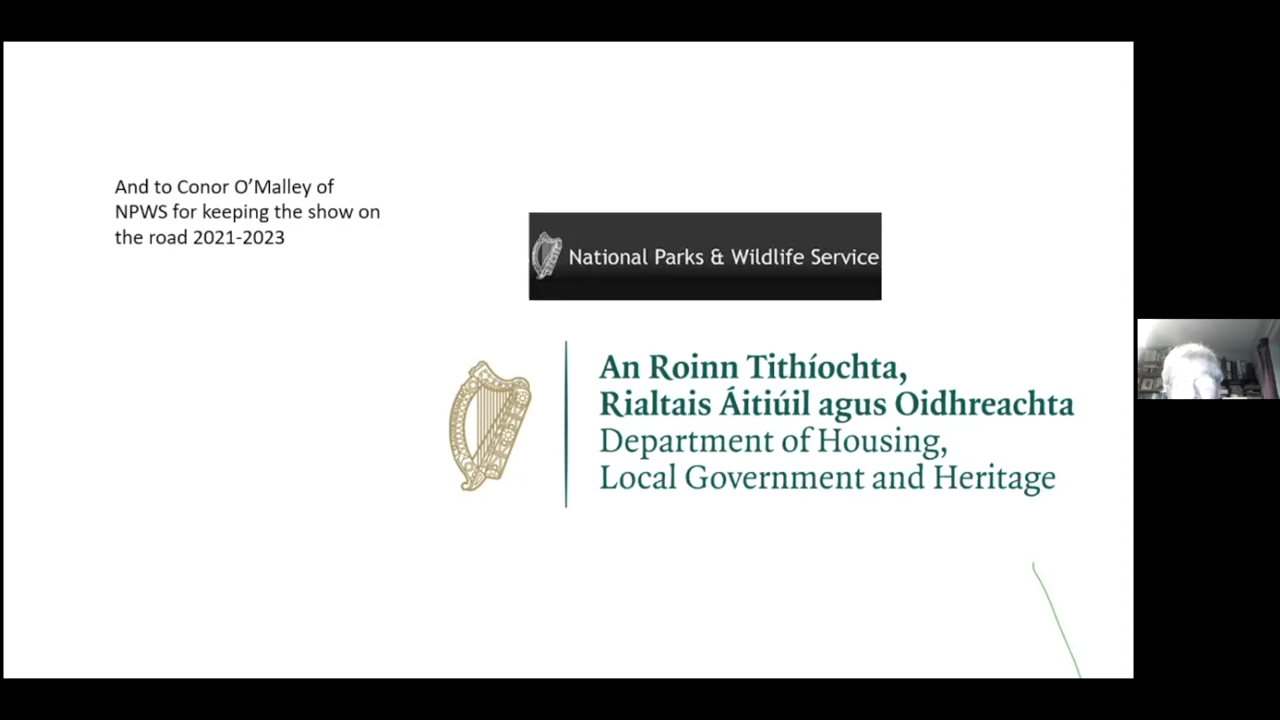 And to Conor O’Malley of
NPWS for keeping the show on
the road 2021-2023
National Parks & Wildlife Service
An Roinn Tithíochta,
Rialtais Áitiúil agus Oidhreachta
Department of Housing,
Local Government and Heritage